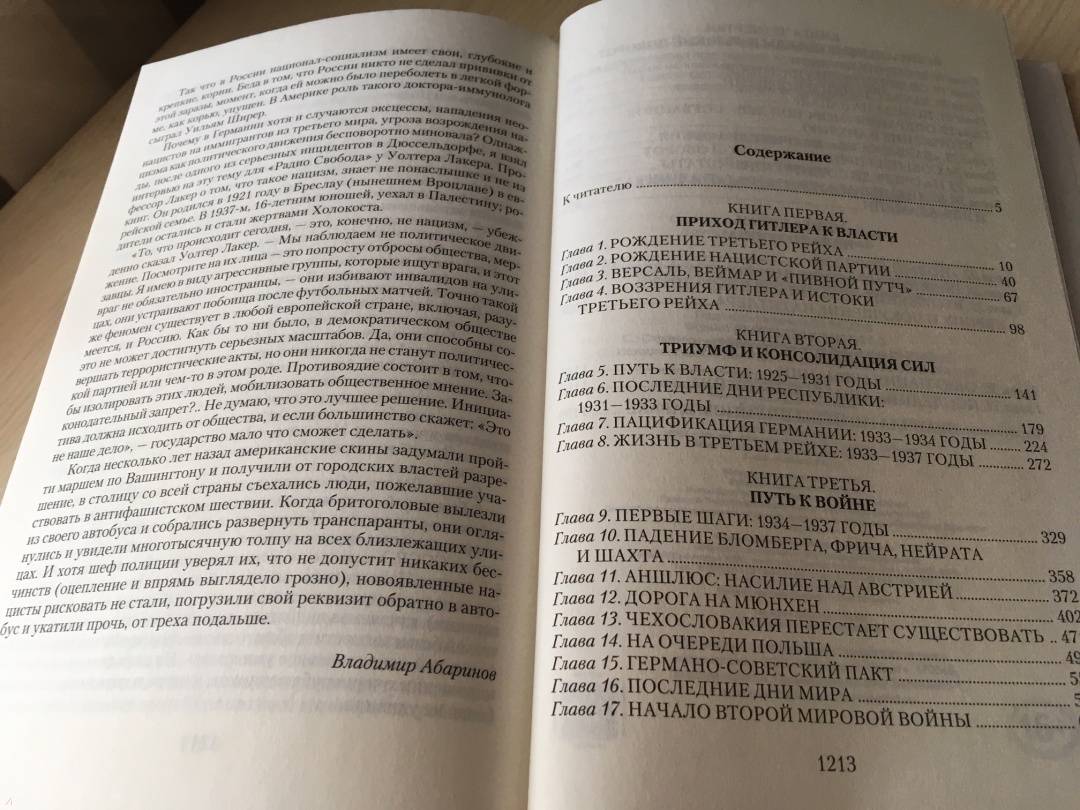 Так что в России национал-социализм имеет свои, глубокие и
крепкие, корни. Беда в том, что России никто не сделал прививки от
этой заразы, момент, когда ей можно было переболеть в легкой фор-
ме, как корью, упущен. В Америке роль такого доктора-иммунолога
сыграл Уильям Ширер.
Почему в Германии хотя и случаются эксцессы, нападения нео-
нацистов на иммигрантов из третьего мира, угроза возрождения на-
цизма как политического движения бесповоротно миновала? Однаж-
ды, после одного из серьезных инцидентов в Дюссельдорфе, я взял
интервью на эту тему для «Радио Свобода» у Уолтера Лакера. Про-
фессор Лакер о том, что такое нацизм, знает не понаслышке и не из
книг. Он родился в 1921 году в Бреслау (нынешнем Вроцлаве) в ев-
рейской семье. В 1937-м, 16-летним юношей, уехал в Палестину; ро-
дители остались и стали жертвами Холокоста.
«То, что происходит сегодня, — это, конечно, не нацизм, — убеж-
денно сказал Уолтер Лакер. — Мы наблюдаем не политическое дви-
жение. Посмотрите на их лица — это попросту отбросы общества, мер-
завцы. Я имею в виду агрессивные группы, которые ищут врага, и этот
враг не обязательно иностранцы, — они избивают инвалидов на ули-
цах, они устраивают побоища после футбольных матчей. Точно такой
же феномен существует в любой европейской стране, включая, разу-
меется, и Россию. Как бы то ни было, в демократическом обществе
это не может достигнуть серьезных масштабов. Да, они способны со-
вершать террористические акты, но они никогда не станут политичес-
кой партией или чем-то в этом роде. Противоядие состоит в том, что-
бы изолировать этих людей, мобилизовать общественное мнение. За-
конодательный запрет?.. Не думаю, что это лучшее решение. Инициа-
тива должна исходить от общества, и если большинство скажет: «Это
не наше дело», — государство мало что сможет сделать».
Когда несколько лет назад американские скины задумали прой-
ти маршем по Вашингтону и получили от городских властей разре-
шение, в столицу со всей страны съехались люди, пожелавшие уча-
ствовать в антифашистском шествии. Когда бритоголовые вылезли
из своего автобуса и собрались развернуть транспаранты, они огля-
нулись и увидели многотысячную толпу на всех близлежащих ули-
цах. И хотя шеф полиции уверял их, что не допустит никаких бес-
чинств (оцепление и впрямь выглядело грозно), новоявленные на-
цисты рисковать не стали, погрузили свой реквизит обратно в авто-
бус и укатили прочь, от греха подальше.
Владимир Абаринов
Содержание
К читателю 5
КНИГА ПЕРВАЯ.
ПРИХОД ГИТЛЕРА К ВЛАСТИ
Глава 1. РОЖДЕНИЕ ТРЕТЬЕГО РЕЙХА 10
Глава 2. РОЖДЕНИЕ НАЦИСТСКОЙ ПАРТИИ 40
Глава 3. ВЕРСАЛЬ, ВЕЙМАР И «ПИВНОЙ ПУТЧ» 67
Глава 4. ВОЗЗРЕНИЯ ГИТЛЕРА И ИСТОКИ
ТРЕТЬЕГО РЕЙХА 98
КНИГА ВТОРАЯ.
ТРИУМФ И КОНСОЛИДАЦИЯ СИЛ
Глава 5. ПУТЬ К ВЛАСТИ: 1925—1931 ГОДЫ 141
Глава 6. ПОСЛЕДНИЕ ДНИ РЕСПУБЛИКИ:
1931—1933 ГОДЫ 179
Глава 7. ПАЦИФИКАЦИЯ ГЕРМАНИИ: 1933—1934 ГОДЫ 224
Глава 8. ЖИЗНЬ В ТРЕТЬЕМ РЕЙХЕ: 1933—1937 ГОДЫ 272
КНИГА ТРЕТЬЯ.
ПУТЬ К ВОЙНЕ
Глава 9. ПЕРВЫЕ ШАГИ: 1934—1937 ГОДЫ 329
Глава 10. ПАДЕНИЕ БЛОМБЕРГА, ФРИЧА, НЕЙРАТА
И ШАХТА 358
Глава 11. АНШЛЮС: НАСИЛИЕ НАД АВСТРИЕЙ 372
Глава 12. ДОРОГА НА МЮНХЕН 402
Глава 13. ЧЕХОСЛОВАКИЯ ПЕРЕСТАЕТ СУЩЕСТВОВАТЬ
Глава 14. НА ОЧЕРЕДИ ПОЛЬША
Глава 15. ГЕРМАНО-СОВЕТСКИЙ ПАКТ
Глава 16. ПОСЛЕДНИЕ ДНИ МИРА
Глава 17. НАЧАЛО ВТОРОЙ МИРОВОЙ ВОЙНЫ
1213